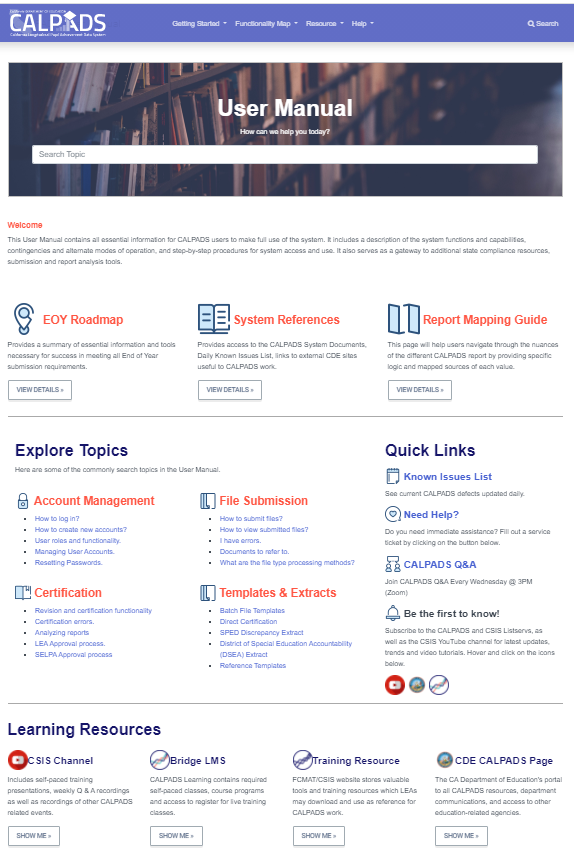 CALPADS
California Longitudinal Pupil Achievement Data System
Getting Started Functionality Map Resource Help Search
User Manual
How can we help you today?
Search Topic
Welcome
This User Manual contains all essential information for CALPADS users to make full use of the system. It includes a description of the system functions and capabilities,
contingencies and alternate modes of operation, and step-by-step procedures for system access and use. It also serves as a gateway to additional state compliance resources,
submission and report analysis tools.
EOY Roadmap
Provides a summary of essential information and tools
necessary for success in meeting all End of Year
submission requirements.
VIEW DETAILS »
System References
Provides access to the CALPADS System Documents,
Daily Known Issues List, links to external CDE sites
useful to CALPADS work.
VIEW DETAILS »
Report Mapping Guide
This page will help users navigate through the nuances
of the different CALPADS report by providing specific
logic and mapped sources of each value.
VIEW DETAILS »
Explore Topics
Here are some of the commonly search topics in the User Manual.
Account Management
How to log in?
How to create new accounts?
User roles and functionality.
Managing User Accounts.
Resetting Passwords.
File Submission
How to submit files?
How to view submitted files?
I have errors.
Documents to refer to.
What are the file type processing methods?
Certification
Revision and certification functionality
Certification errors.
Analyzing reports
LEA Approval process.
SELPA Approval process
Templates & Extracts
Batch File Templates
Direct Certification
SPED Discrepancy Extract
District of Special Education Accountability
(DSEA) Extract
Reference Templates
Quick Links
Known Issues List
See current CALPADS defects updated daily.
Need Help?
Do you need immediate assistance? Fill out a service
ticket by clicking on the button below.
CALPADS Q&A
Join CALPADS Q&A Every Wednesday @ 3PM
(Zoom)
Be the first to know!
Subscribe to the CALPADS and CSIS Listservs, as
well as the CSIS YouTube channel for latest updates,
trends and video tutorials. Hover and click on the icons
below.
Learning Resources
CSIS Channel
Includes self-paced training
presentations, weekly Q & A recordings
as well as recordings of other CALPADS
related events.
SHOW ME »
Bridge LMS
CALPADS Learning contains required
self-paced classes, course programs
and access to register for live training
classes.
SHOW ME »
Training Resource
FCMAT/CSIS website stores valuable
tools and training resources which LEAs
may download and use as reference for
CALPADS work.
SHOW ME »
CDE CALPADS Page
The CA Department of Education's portal
to all CALPADS resources, department
communications, and access to other
education-related agencies.
SHOW ME »